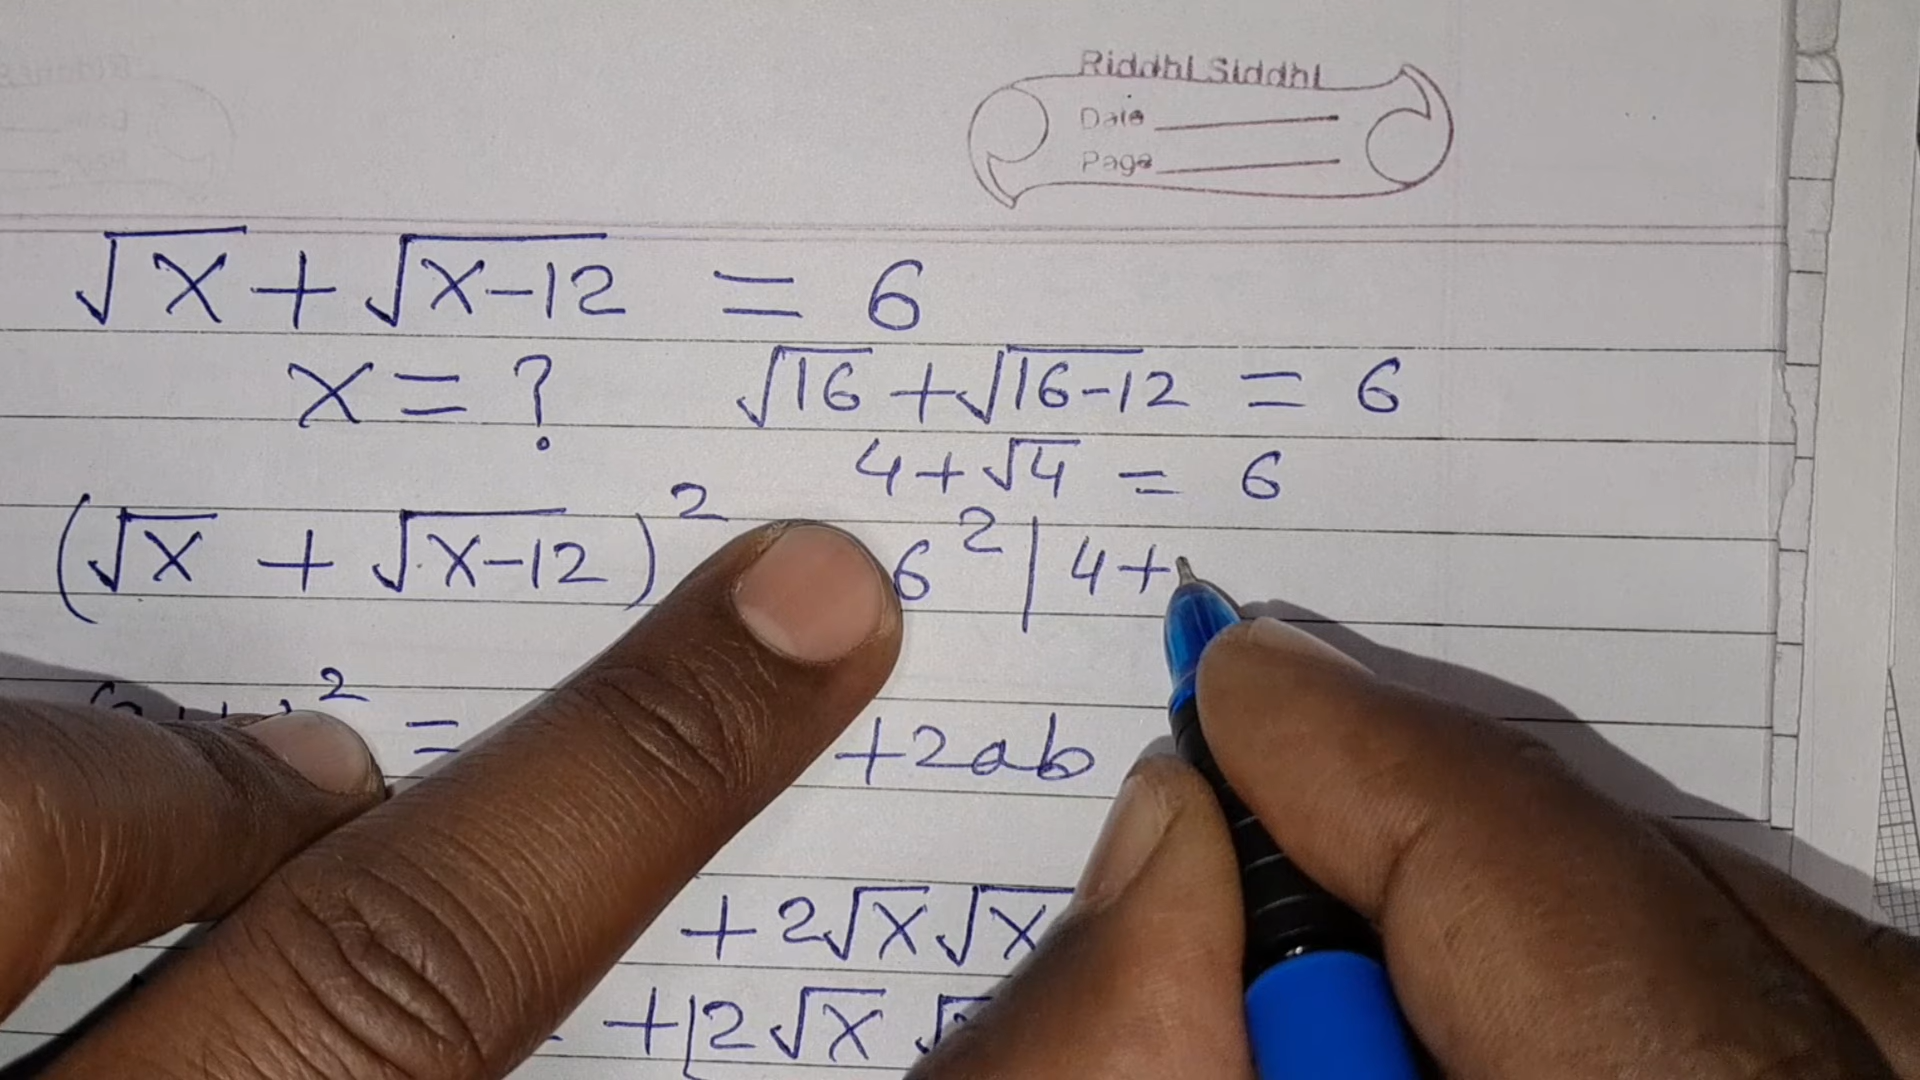 Riddhi Siddhi
Date
Page
√x + √x-12 = 6
x = ?
√16 + √16-12 = 6
4 + √4 = 6
(√x + √x-12)² 6² | 4 +
² = +2ab
+ 2√x √x
+ 2√x